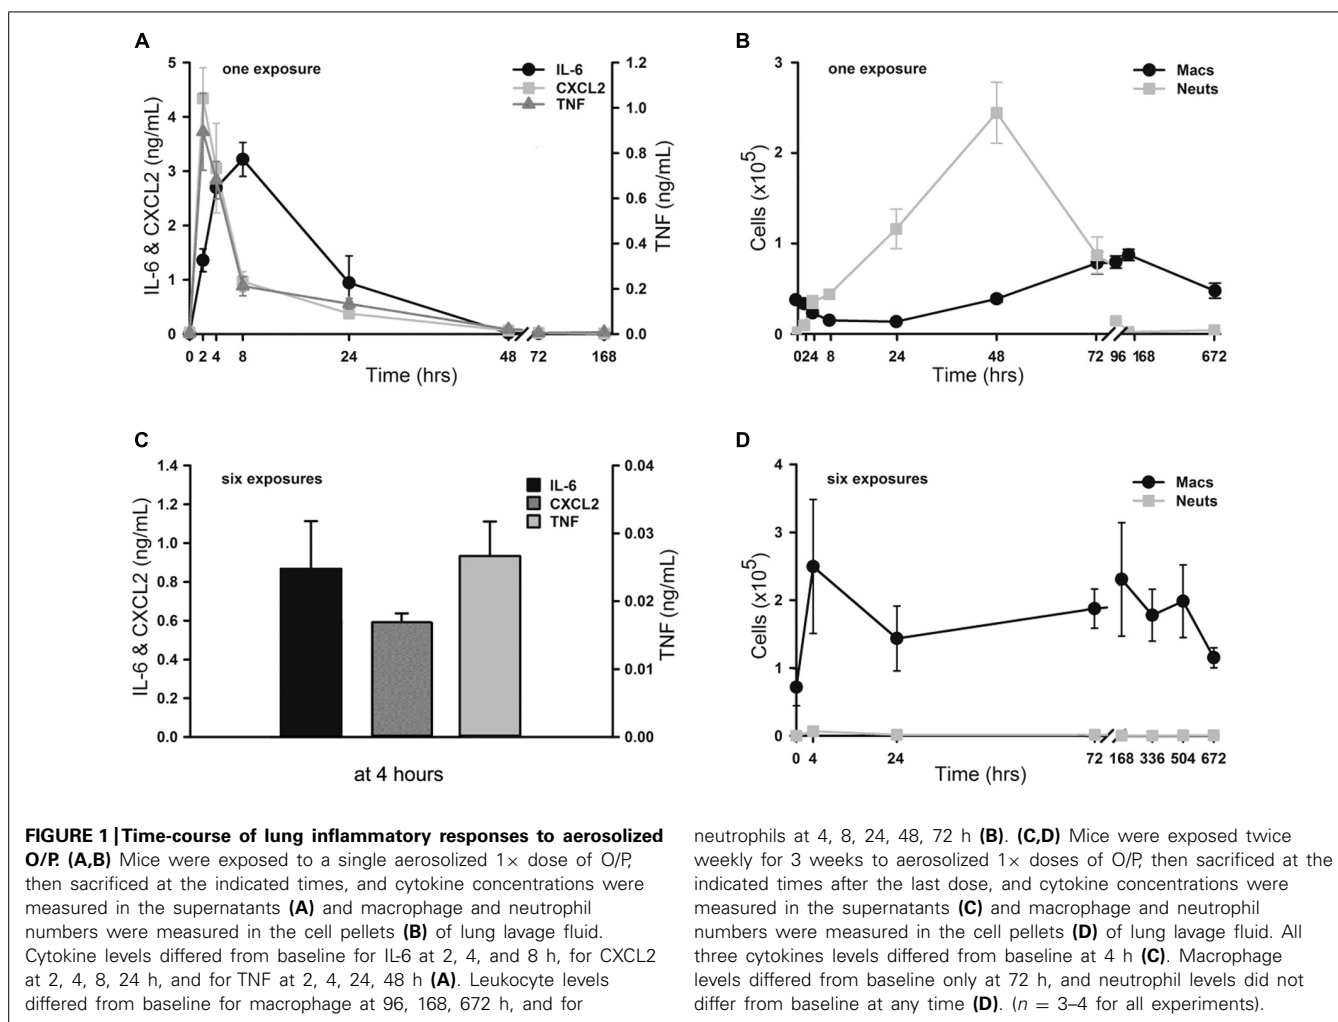 A
one exposure
IL-6
CXCL2
TNF
IL-6 & CXCL2 (ng/mL)
5
4
3
2
1
0
TNF (ng/mL)
1.2
1.0
0.8
0.6
0.4
0.2
0.0
0 2 4 8 24 48 72 168
Time (hrs)
B
one exposure
Macs
Neuts
Cells (x10⁵)
3
2
1
0
0 2 4 8 24 48 72 96 168 672
Time (hrs)
C
six exposures
IL-6
CXCL2
TNF
IL-6 & CXCL2 (ng/mL)
1.4
1.2
1.0
0.8
0.6
0.4
0.2
0.0
TNF (ng/mL)
0.04
0.03
0.02
0.01
0.00
at 4 hours
D
six exposures
Macs
Neuts
Cells (x10⁵)
4
3
2
1
0
0 4 24 72 168 336 504 672
Time (hrs)
FIGURE 1 | Time-course of lung inflammatory responses to aerosolized
O/P. (A,B) Mice were exposed to a single aerosolized 1× dose of O/P,
then sacrificed at the indicated times, and cytokine concentrations were
measured in the supernatants (A) and macrophage and neutrophil
numbers were measured in the cell pellets (B) of lung lavage fluid.
Cytokine levels differed from baseline for IL-6 at 2, 4, and 8 h, for CXCL2
at 2, 4, 8, 24 h, and for TNF at 2, 4, 24, 48 h (A). Leukocyte levels
differed from baseline for macrophage at 96, 168, 672 h, and for
neutrophils at 4, 8, 24, 48, 72 h (B). (C,D) Mice were exposed twice
weekly for 3 weeks to aerosolized 1× doses of O/P, then sacrificed at the
indicated times after the last dose, and cytokine concentrations were
measured in the supernatants (C) and macrophage and neutrophil
numbers were measured in the cell pellets (D) of lung lavage fluid. All
three cytokines levels differed from baseline at 4 h (C). Macrophage
levels differed from baseline only at 72 h, and neutrophil levels did not
differ from baseline at any time (D). (n = 3–4 for all experiments).